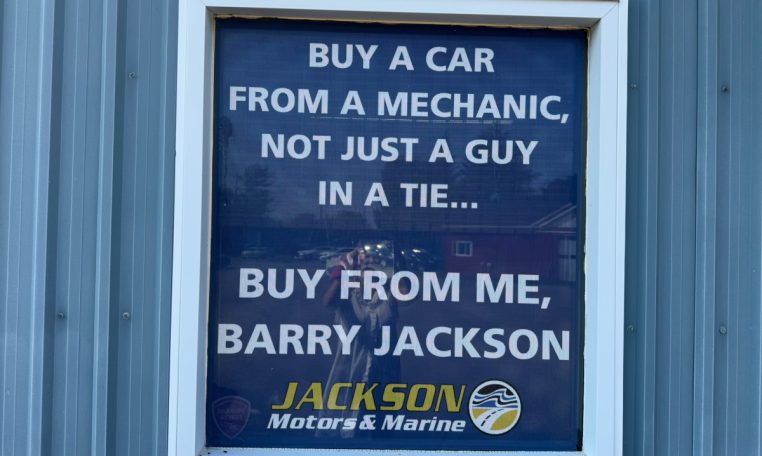 BUY A CAR
FROM A MECHANIC,
NOT JUST A GUY
IN A TIE...
BUY FROM ME,
BARRY JACKSON
JACKSON
Motors & Marine